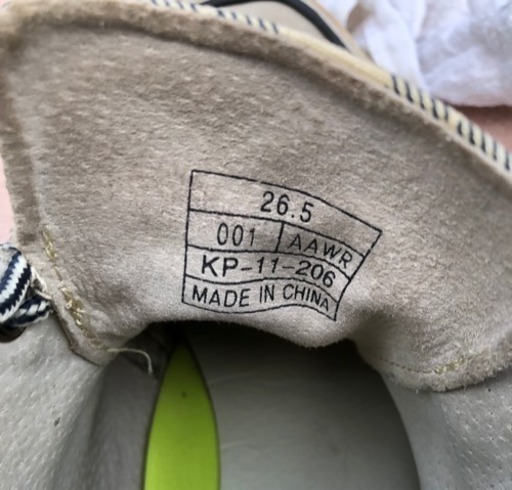 26.5
001 AAWR
KP-11-206
MADE IN CHINA